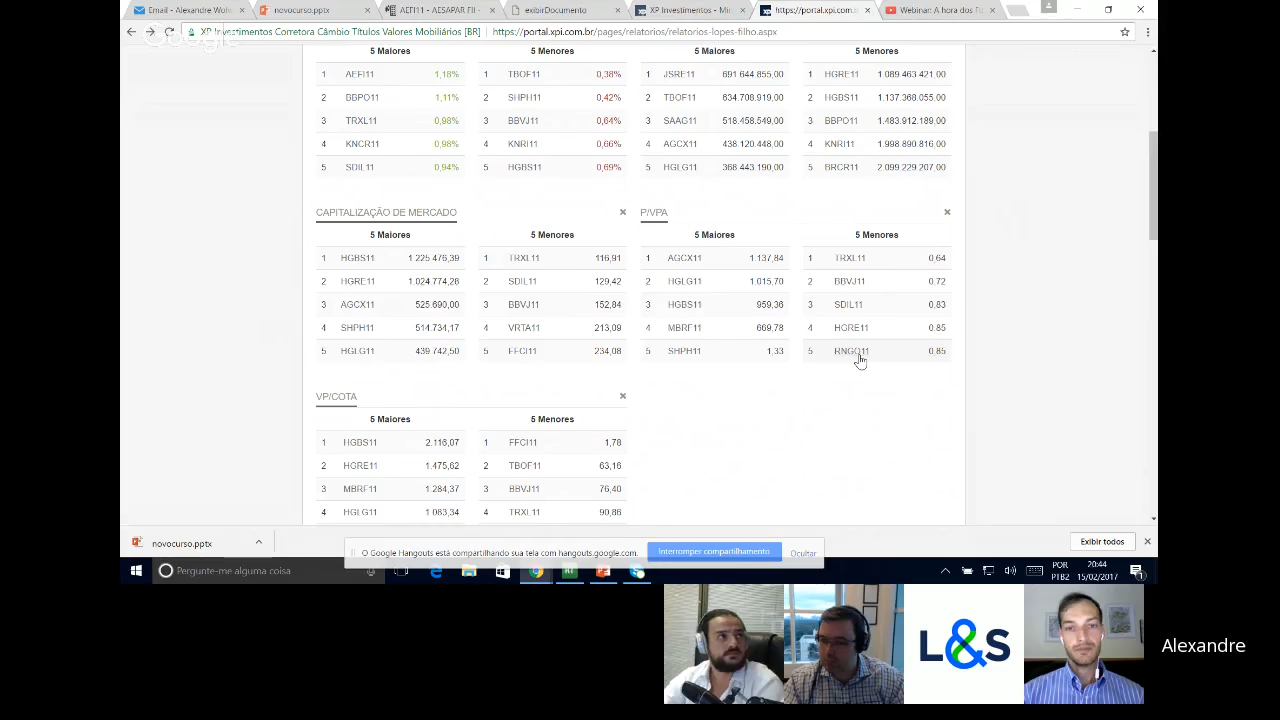 Email - Alexandre Wolw
novocurso.pptx
AEFI11 - AESAPAR FII -
exibirDocumento
XP Investimentos - Min
https://portal.xpi.com.br
Webinar: A hora dos Fu
XP Investimentos Corretora Câmbio Títulos Valores Mobiliários [BR] https://portal.xpi.com.br/pages/relatorios/relatorios-lopes-filho.aspx
Google
5 Maiores 5 Menores 5 Maiores 5 Menores
1 AEFI11 1,18% 1 TBOF11 0,38% 1 JSRE11 691.644.855,00 1 HGRE11 1.089.463.421,00
2 BBPO11 1,11% 2 SHPH11 0,42% 2 TBOF11 634.708.919,00 2 HGBS11 1.137.368.055,00
3 TRXL11 0,98% 3 BBVJ11 0,64% 3 SAAG11 518.458.549,00 3 BBPO11 1.483.912.189,00
4 KNCR11 0,98% 4 KNRI11 0,66% 4 AGCX11 438.120.448,00 4 KNRI11 1.998.890.816,00
5 SDIL11 0,94% 5 HGBS11 0,69% 5 HGLG11 368.443.190,00 5 BRCR11 2.099.229.207,00
CAPITALIZAÇÃO DE MERCADO P/VPA
5 Maiores 5 Menores 5 Maiores 5 Menores
1 HGBS11 1.225.476,39 1 TRXL11 116,91 1 AGCX11 1.137,84 1 TRXL11 0,64
2 HGRE11 1.024.774,28 2 SDIL11 129,42 2 HGLG11 1.015,70 2 BBVJ11 0,72
3 AGCX11 525.690,00 3 BBVJ11 152,84 3 HGBS11 959,36 3 SDIL11 0,83
4 SHPH11 514.734,17 4 VRTA11 213,09 4 MBRF11 669,78 4 HGRE11 0,85
5 HGLG11 439.742,50 5 FFCI11 234,08 5 SHPH11 1,33 5 RNGO11 0,85
VP/COTA
5 Maiores 5 Menores
1 HGBS11 2.116,07 1 FFCI11 1,78
2 HGRE11 1.475,62 2 TBOF11 63,16
3 MBRF11 1.284,37 3 BBVJ11 76,40
4 HGLG11 1.083,34 4 TRXL11 90,86
novocurso.pptx
O Google Hangouts está compartilhando sua tela com hangouts.google.com.
Interromper compartilhamento
Ocultar
Exibir todos
Pergunte-me alguma coisa
POR
PTB2
20:44
15/02/2017
L&S
Alexandre